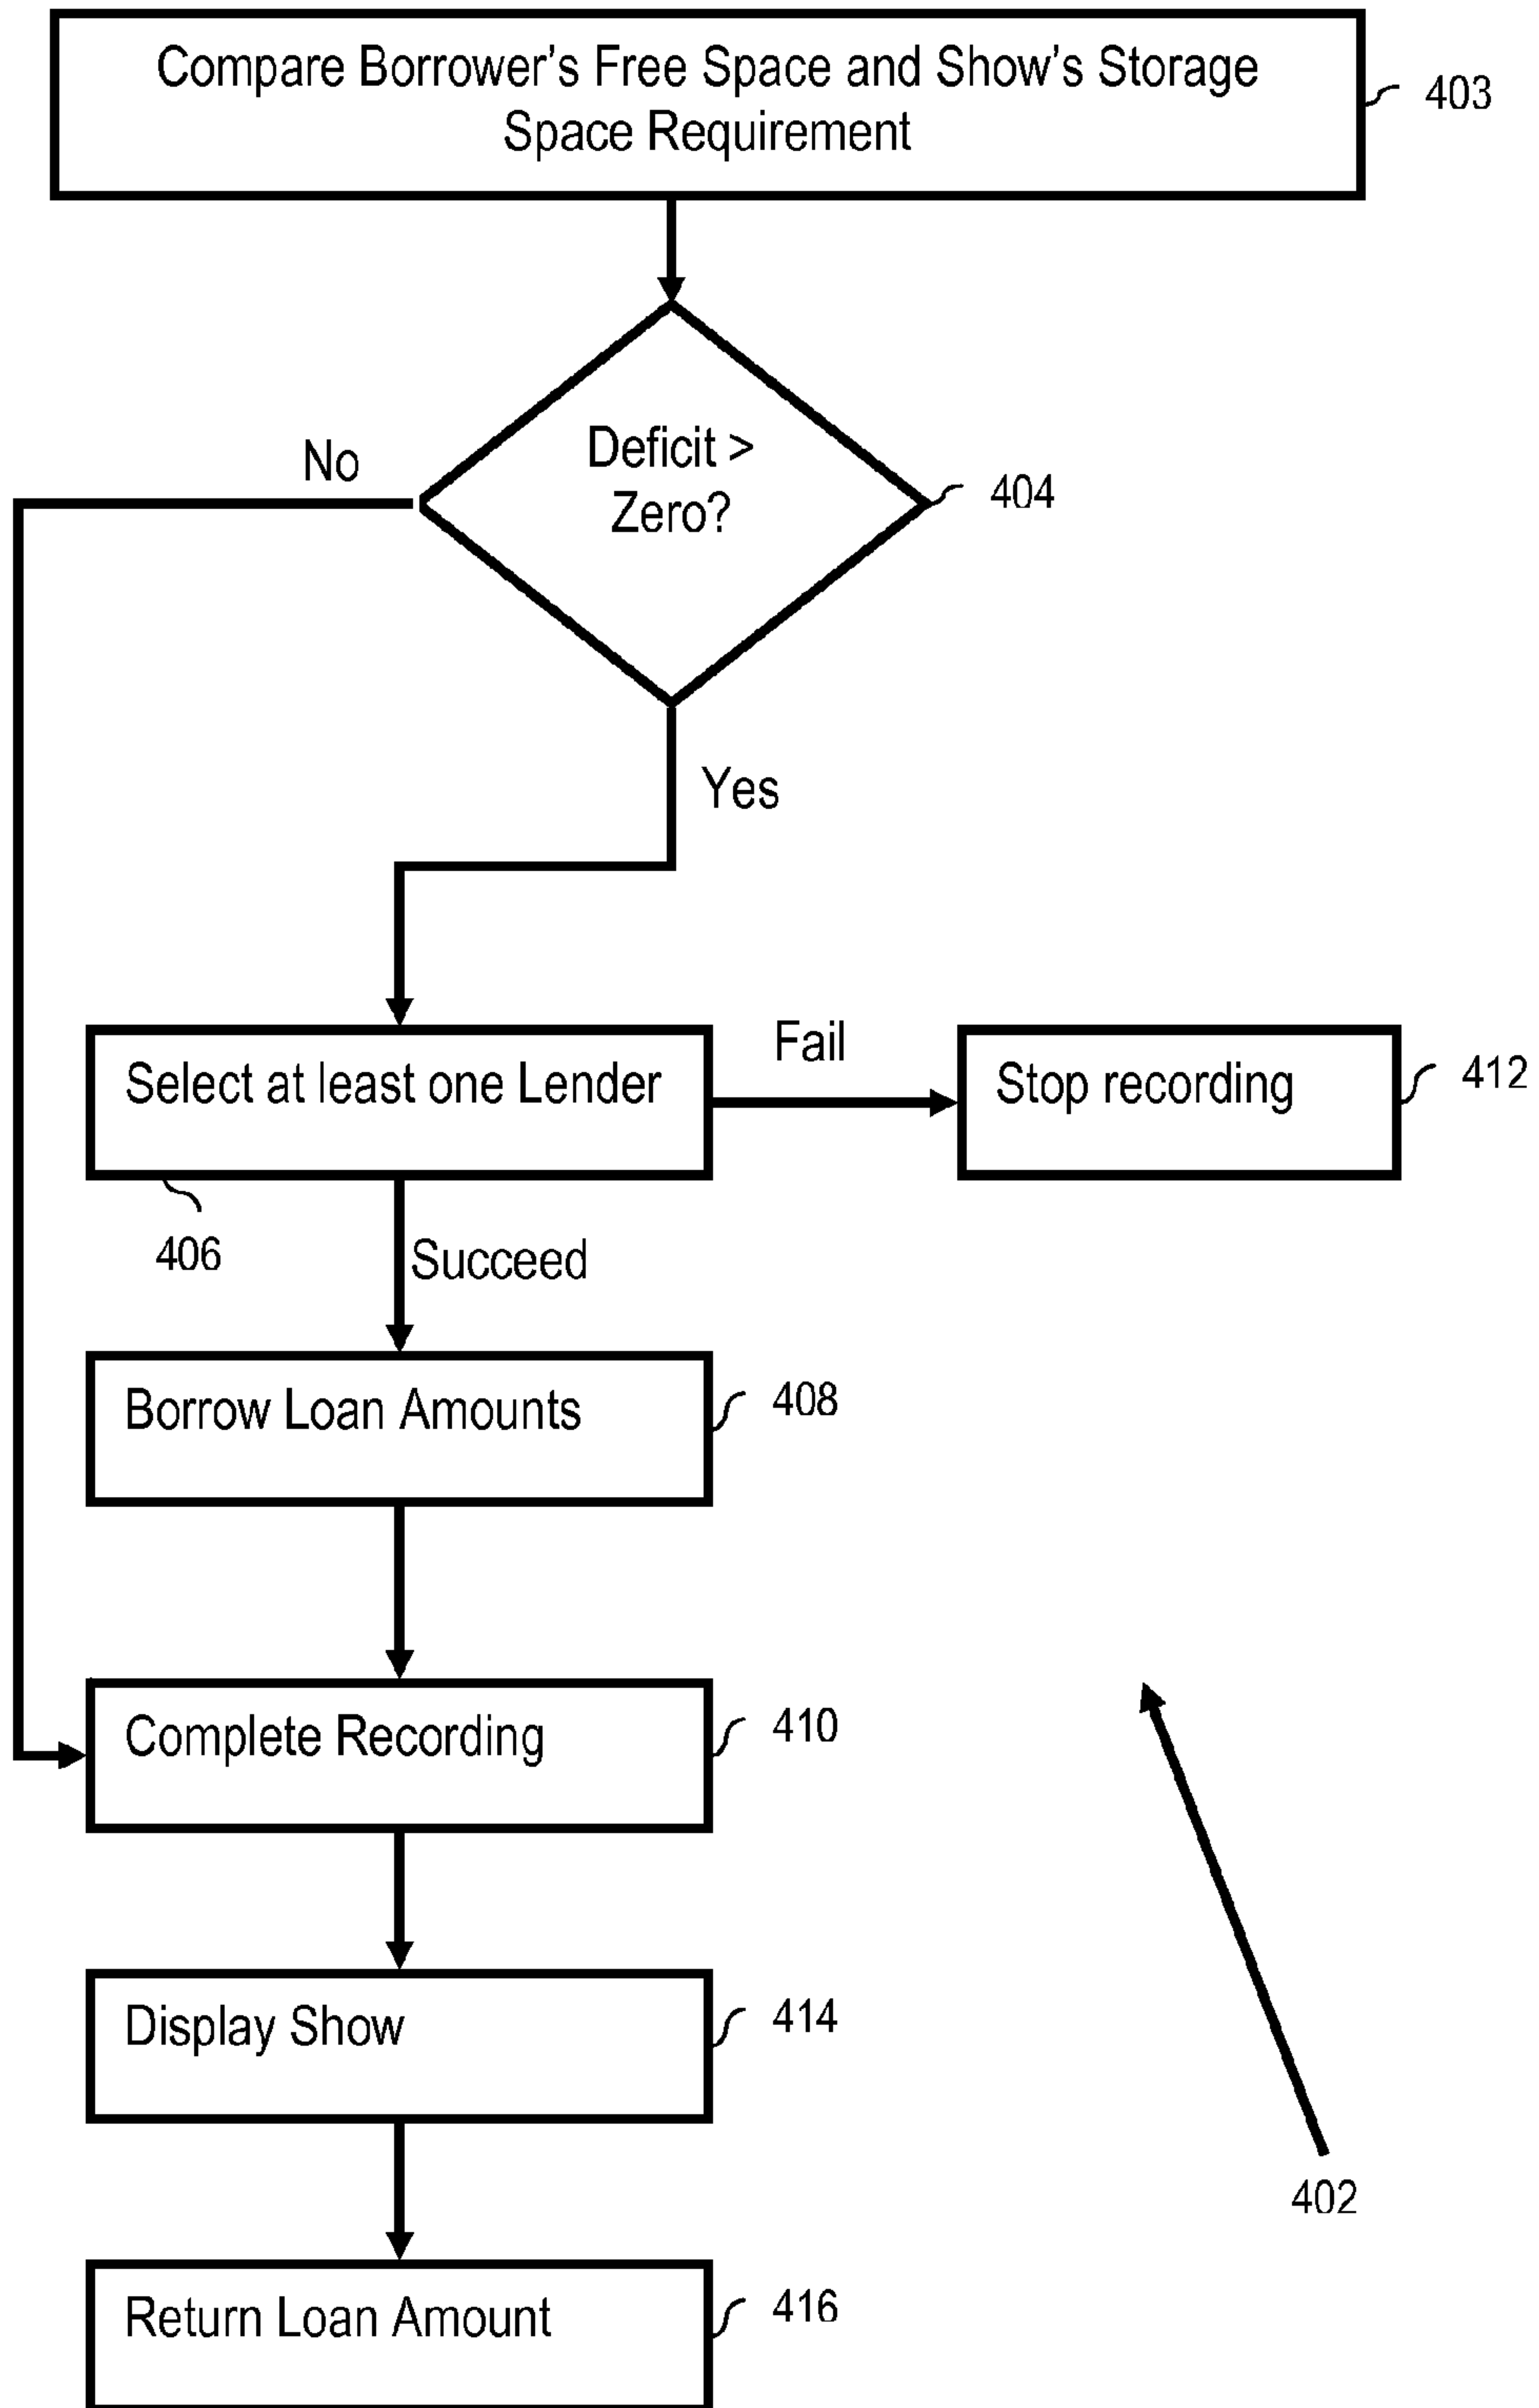 Compare Borrower's Free Space and Show's Storage
Space Requirement
403
Deficit >
Zero?
404
No
Yes
Select at least one Lender
406
Fail
Stop recording
412
Succeed
Borrow Loan Amounts
408
Complete Recording
410
Display Show
414
402
Return Loan Amount
416